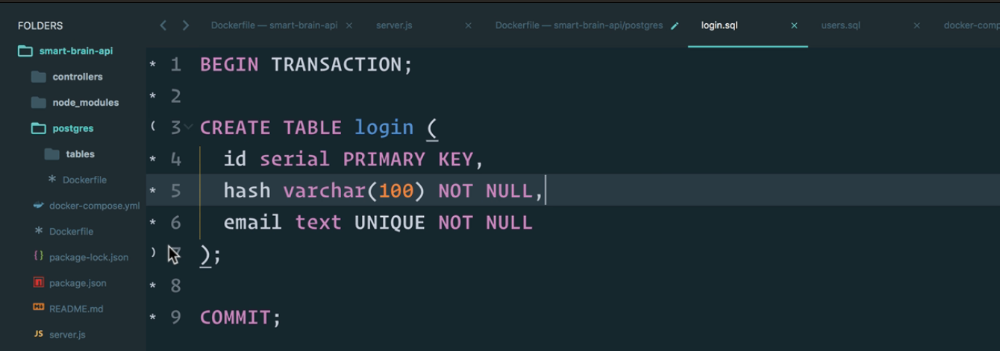 FOLDERS
smart-brain-api
controllers
node_modules
postgres
tables
Dockerfile
docker-compose.yml
Dockerfile
package-lock.json
package.json
README.md
JS server.js
Dockerfile — smart-brain-api × server.js × Dockerfile — smart-brain-api/postgres login.sql × users.sql × docker-comp
* 1 BEGIN TRANSACTION;
* 2
( 3 CREATE TABLE login (
* 4 id serial PRIMARY KEY,
* 5 hash varchar(100) NOT NULL,
* 6 email text UNIQUE NOT NULL
) 7 );
* 8
* 9 COMMIT;